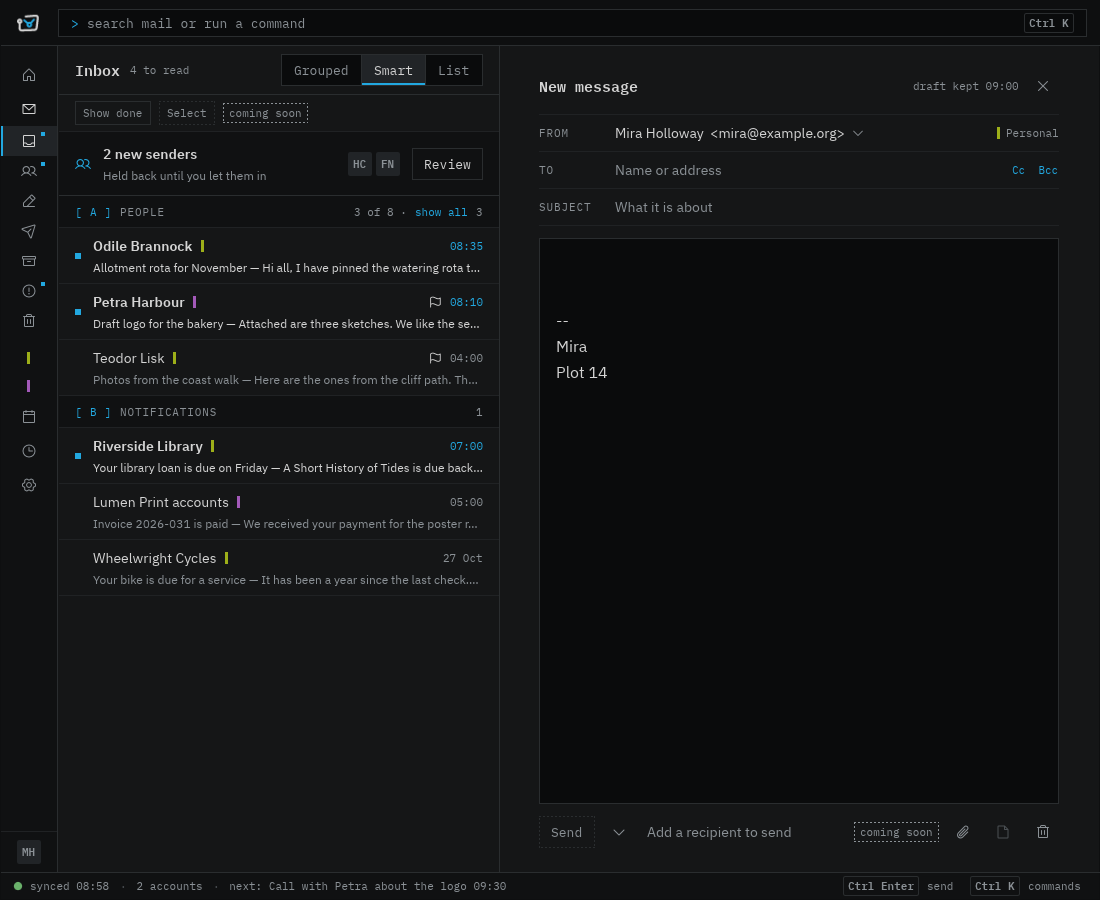 > search mail or run a command Ctrl K
Inbox 4 to read Grouped Smart List
Show done Select coming soon
2 new senders
Held back until you let them in
HC FN Review
[ A ] PEOPLE 3 of 8 · show all 3
Odile Brannock 08:35
Allotment rota for November — Hi all, I have pinned the watering rota t…
Petra Harbour 08:10
Draft logo for the bakery — Attached are three sketches. We like the se…
Teodor Lisk 04:00
Photos from the coast walk — Here are the ones from the cliff path. Th…
[ B ] NOTIFICATIONS 1
Riverside Library 07:00
Your library loan is due on Friday — A Short History of Tides is due back…
Lumen Print accounts 05:00
Invoice 2026-031 is paid — We received your payment for the poster r…
Wheelwright Cycles 27 Oct
Your bike is due for a service — It has been a year since the last check.…
New message draft kept 09:00
FROM Mira Holloway <mira@example.org> Personal
TO Name or address Cc Bcc
SUBJECT What it is about
--
Mira
Plot 14
Send Add a recipient to send coming soon
MH
synced 08:58 · 2 accounts · next: Call with Petra about the logo 09:30 Ctrl Enter send Ctrl K commands